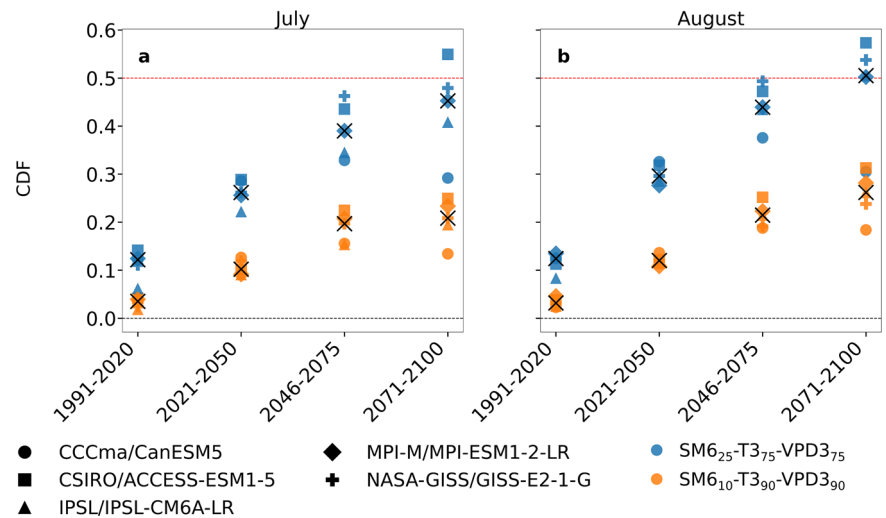 July
August
CDF
0.6
0.5
0.4
0.3
0.2
0.1
0.0
a
b
1991-2020
2021-2050
2046-2075
2071-2100
1991-2020
2021-2050
2046-2075
2071-2100
CCCma/CanESM5
CSIRO/ACCESS-ESM1-5
IPSL/IPSL-CM6A-LR
MPI-M/MPI-ESM1-2-LR
NASA-GISS/GISS-E2-1-G
SM6₂₅-T3₇₅-VPD3₇₅
SM6₁₀-T3₉₀-VPD3₉₀